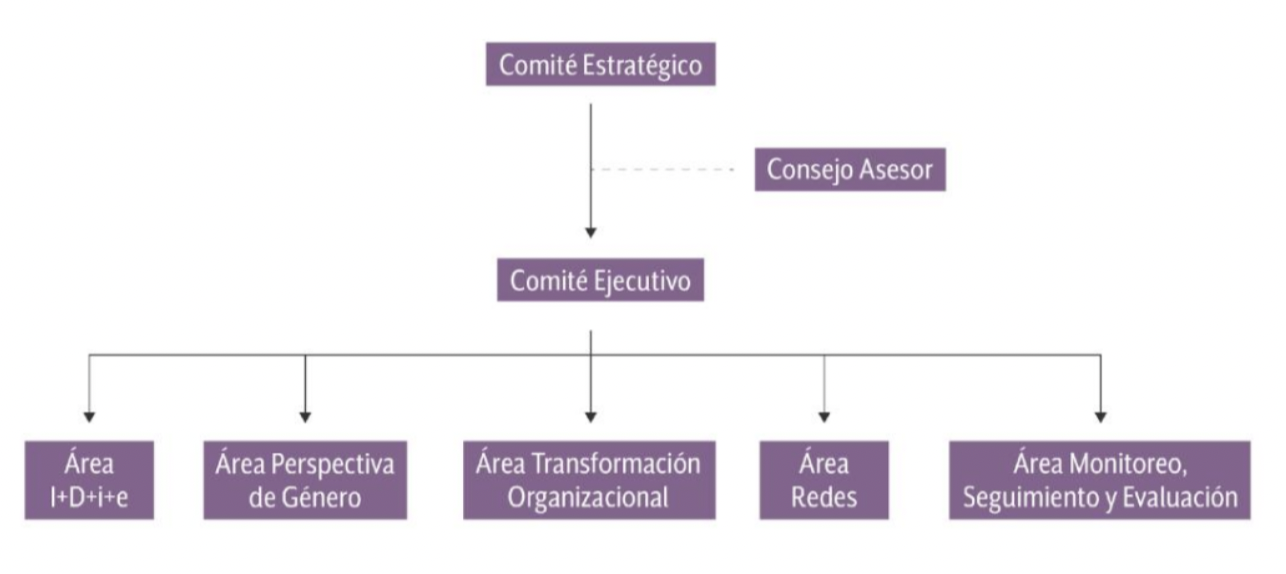 Comité Estratégico
Consejo Asesor
Comité Ejecutivo
Área
I+D+i+e
Área Perspectiva
de Género
Área Transformación
Organizacional
Área
Redes
Área Monitoreo,
Seguimiento y Evaluación